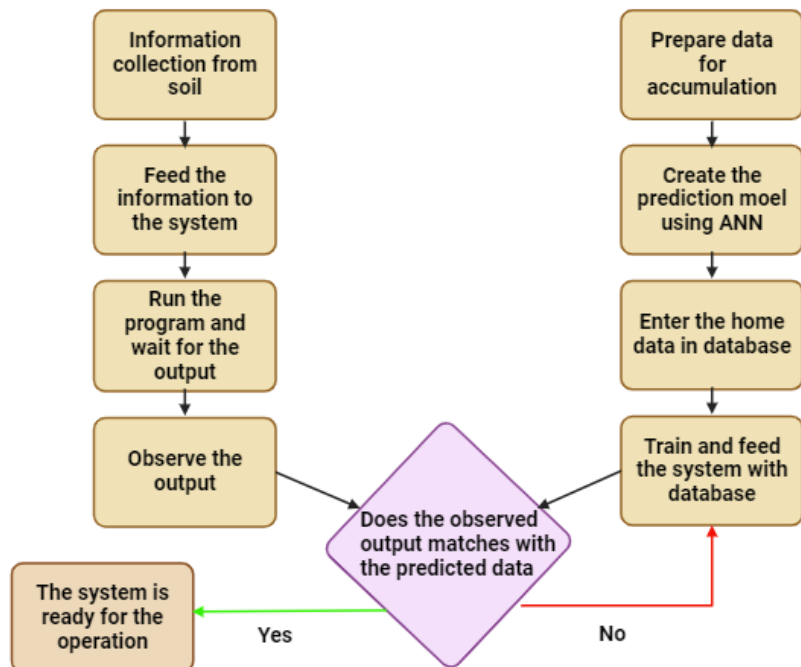 Information
collection from
soil
Feed the
information to
the system
Run the
program and
wait for the
output
Observe the
output
Prepare data
for
accumulation
Create the
prediction moel
using ANN
Enter the home
data in database
Train and feed
the system with
database
Does the observed
output matches with
the predicted data
The system is
ready for the
operation
Yes
No